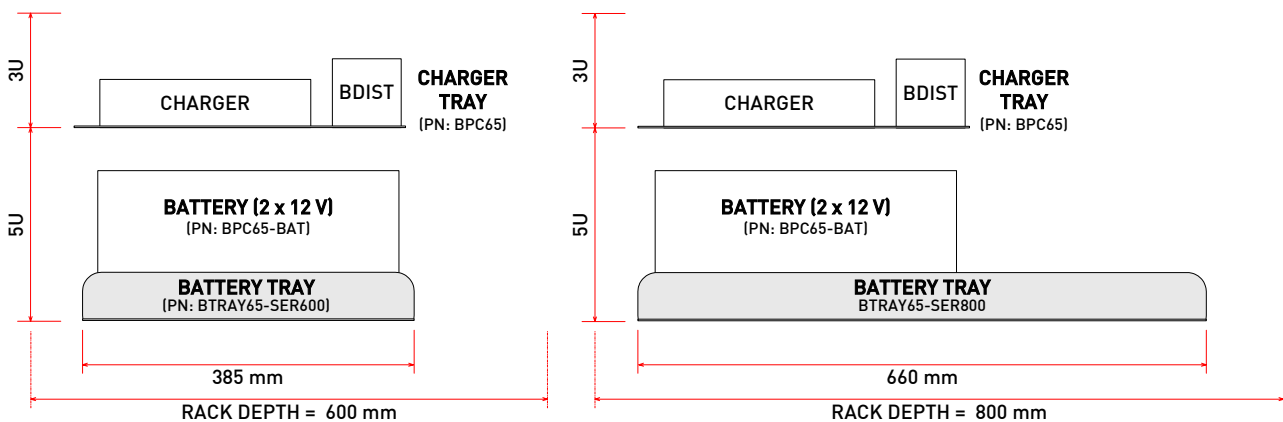 3U
CHARGER
BDIST
CHARGER
TRAY
(PN: BPC65)
5U
BATTERY (2 x 12 V)
(PN: BPC65-BAT)
BATTERY TRAY
(PN: BTRAY65-SER600)
385 mm
RACK DEPTH = 600 mm
3U
CHARGER
BDIST
CHARGER
TRAY
(PN: BPC65)
5U
BATTERY (2 x 12 V)
(PN: BPC65-BAT)
BATTERY TRAY
BTRAY65-SER800
660 mm
RACK DEPTH = 800 mm